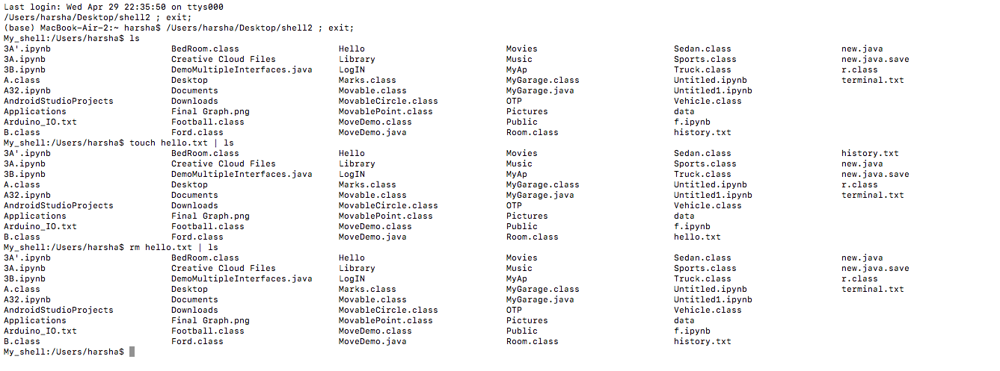 Last login: Wed Apr 29 22:35:50 on ttys000
/Users/harsha/Desktop/shell2 ; exit;
(base) MacBook-Air-2:~ harsha$ /Users/harsha/Desktop/shell2 ; exit;
My_shell:/Users/harsha$ ls
3A'.ipynb BedRoom.class Hello Movies Sedan.class new.java
3A.ipynb Creative Cloud Files Library Music Sports.class new.java.save
3B.ipynb DemoMultipleInterfaces.java LogIN MyAp Truck.class r.class
A.class Desktop Marks.class MyGarage.class Untitled.ipynb terminal.txt
A32.ipynb Documents Movable.class MyGarage.java Untitled1.ipynb
AndroidStudioProjects Downloads MovableCircle.class OTP Vehicle.class
Applications Final Graph.png MovablePoint.class Pictures data
Arduino_IO.txt Football.class MoveDemo.class Public f.ipynb
B.class Ford.class MoveDemo.java Room.class history.txt
My_shell:/Users/harsha$ touch hello.txt | ls
3A'.ipynb BedRoom.class Hello Movies Sedan.class history.txt
3A.ipynb Creative Cloud Files Library Music Sports.class new.java
3B.ipynb DemoMultipleInterfaces.java LogIN MyAp Truck.class new.java.save
A.class Desktop Marks.class MyGarage.class Untitled.ipynb r.class
A32.ipynb Documents Movable.class MyGarage.java Untitled1.ipynb terminal.txt
AndroidStudioProjects Downloads MovableCircle.class OTP Vehicle.class
Applications Final Graph.png MovablePoint.class Pictures data
Arduino_IO.txt Football.class MoveDemo.class Public f.ipynb
B.class Ford.class MoveDemo.java Room.class hello.txt
My_shell:/Users/harsha$ rm hello.txt | ls
3A'.ipynb BedRoom.class Hello Movies Sedan.class new.java
3A.ipynb Creative Cloud Files Library Music Sports.class new.java.save
3B.ipynb DemoMultipleInterfaces.java LogIN MyAp Truck.class r.class
A.class Desktop Marks.class MyGarage.class Untitled.ipynb terminal.txt
A32.ipynb Documents Movable.class MyGarage.java Untitled1.ipynb
AndroidStudioProjects Downloads MovableCircle.class OTP Vehicle.class
Applications Final Graph.png MovablePoint.class Pictures data
Arduino_IO.txt Football.class MoveDemo.class Public f.ipynb
B.class Ford.class MoveDemo.java Room.class history.txt
My_shell:/Users/harsha$